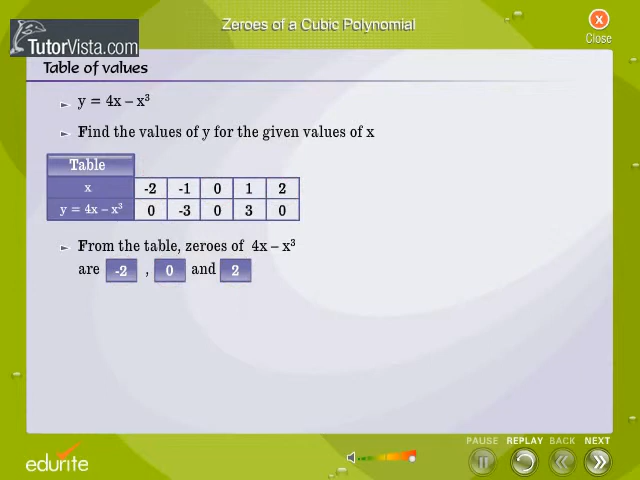 Zeroes of a Cubic Polynomial
x
Close
TutorVista.com
Table of values
► y = 4x – x³
► Find the values of y for the given values of x
Table
x -2 -1 0 1 2
y = 4x – x³ 0 -3 0 3 0
► From the table, zeroes of 4x – x³
are -2 , 0 and 2
PAUSE REPLAY BACK NEXT
edurite